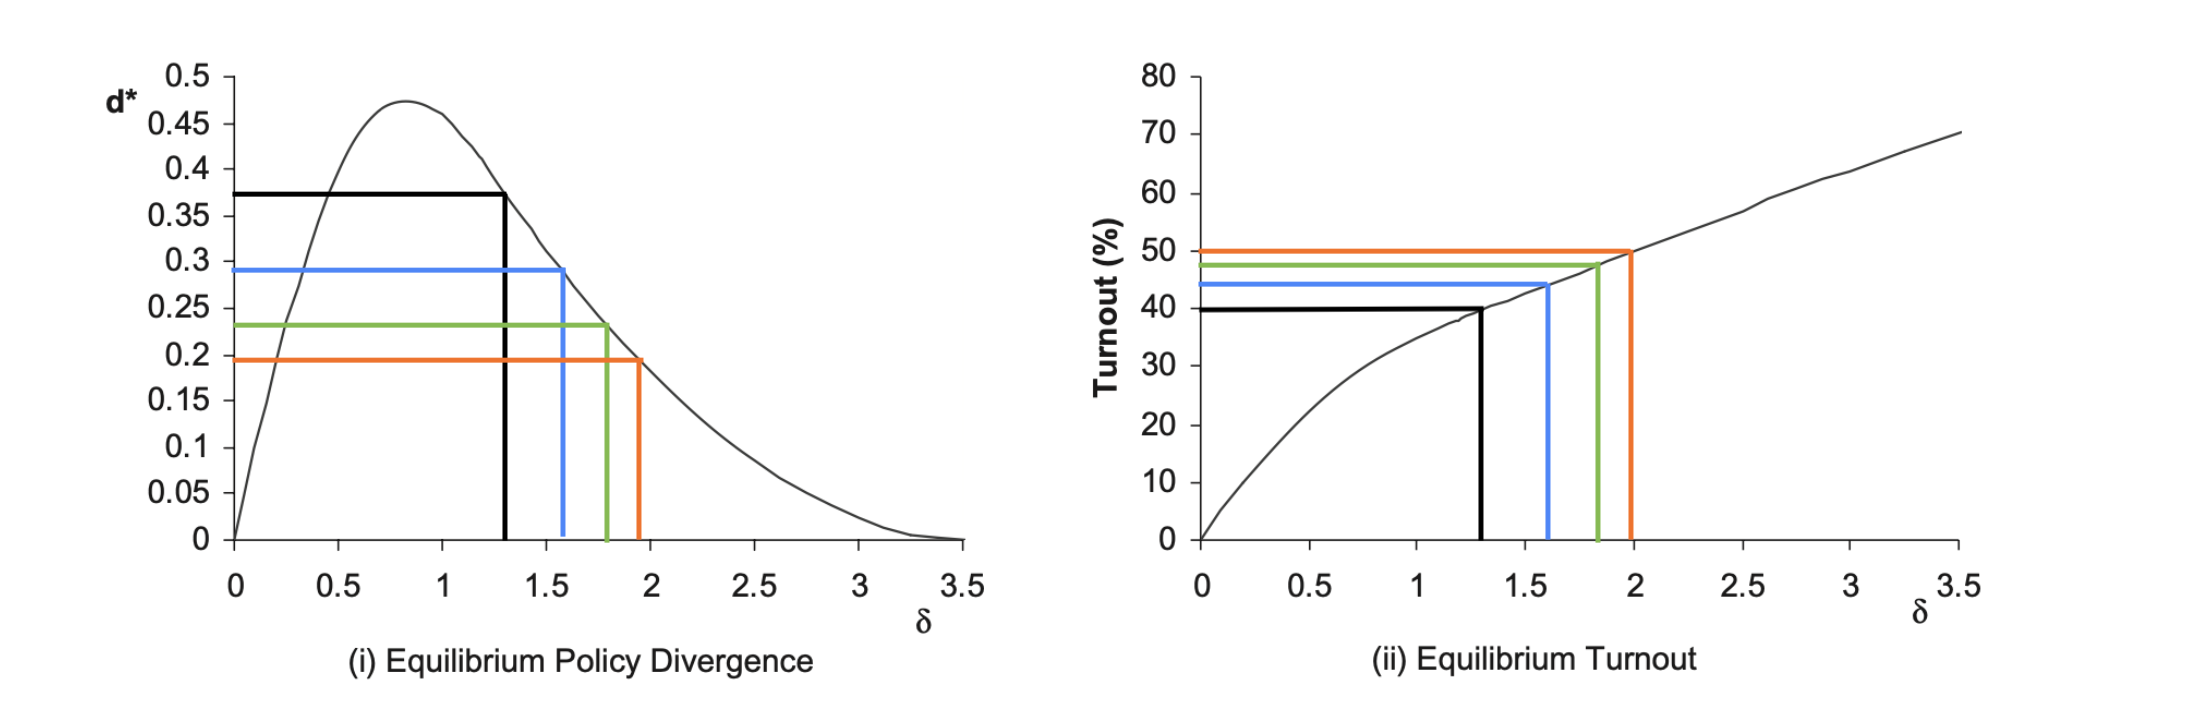 0.5
d*
0.45
0.4
0.35
0.3
0.25
0.2
0.15
0.1
0.05
0
0 0.5 1 1.5 2 2.5 3 3.5
δ
(i) Equilibrium Policy Divergence
80
70
60
50
40
30
20
10
0
Turnout (%)
0 0.5 1 1.5 2 2.5 3 3.5
δ
(ii) Equilibrium Turnout